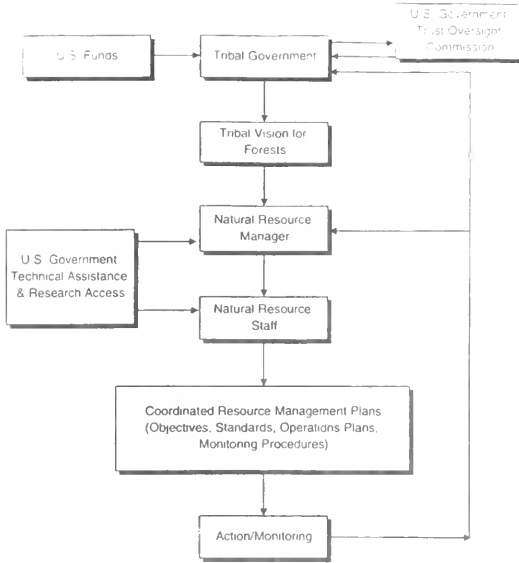 U.S. Government
Trust Oversight
Commission
U.S. Funds
Tribal Government
Tribal Vision for
Forests
Natural Resource
Manager
U.S. Government
Technical Assistance
& Research Access
Natural Resource
Staff
Coordinated Resource Management Plans
(Objectives, Standards, Operations Plans,
Monitoring Procedures)
Action/Monitoring